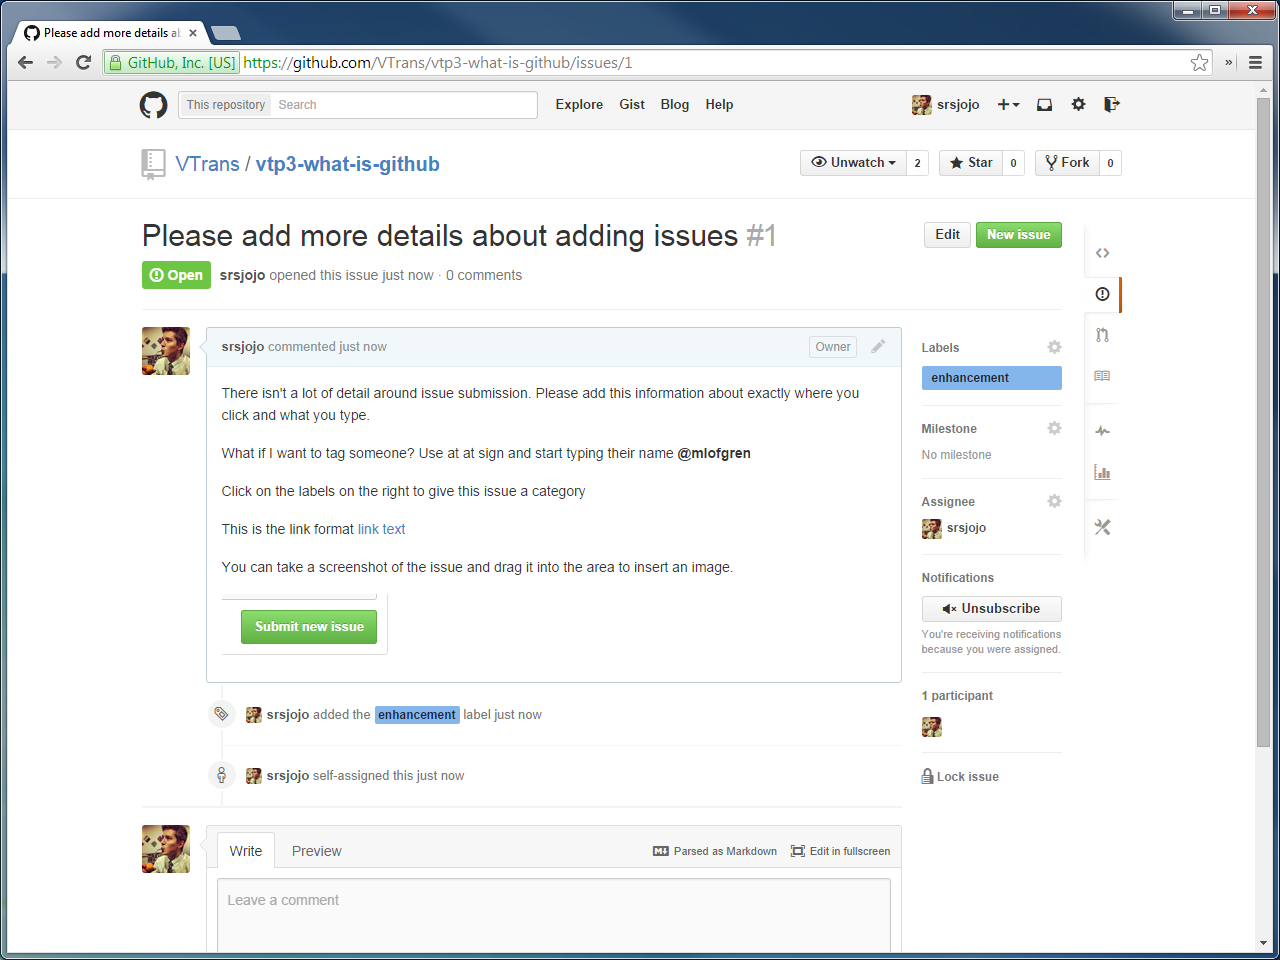 Please add more details ab
GitHub, Inc. [US] https://github.com/VTrans/vtp3-what-is-github/issues/1
This repository Search Explore Gist Blog Help srsjojo
VTrans / vtp3-what-is-github Unwatch 2 Star 0 Fork 0
Please add more details about adding issues #1 Edit New issue
Open srsjojo opened this issue just now · 0 comments
srsjojo commented just now Owner
There isn't a lot of detail around issue submission. Please add this information about exactly where you
click and what you type.
What if I want to tag someone? Use at at sign and start typing their name @mlofgren
Click on the labels on the right to give this issue a category
This is the link format link text
You can take a screenshot of the issue and drag it into the area to insert an image.
Submit new issue
srsjojo added the enhancement label just now
srsjojo self-assigned this just now
Labels
enhancement
Milestone
No milestone
Assignee
srsjojo
Notifications
Unsubscribe
You're receiving notifications
because you were assigned.
1 participant
Lock issue
Write Preview Parsed as Markdown Edit in fullscreen
Leave a comment